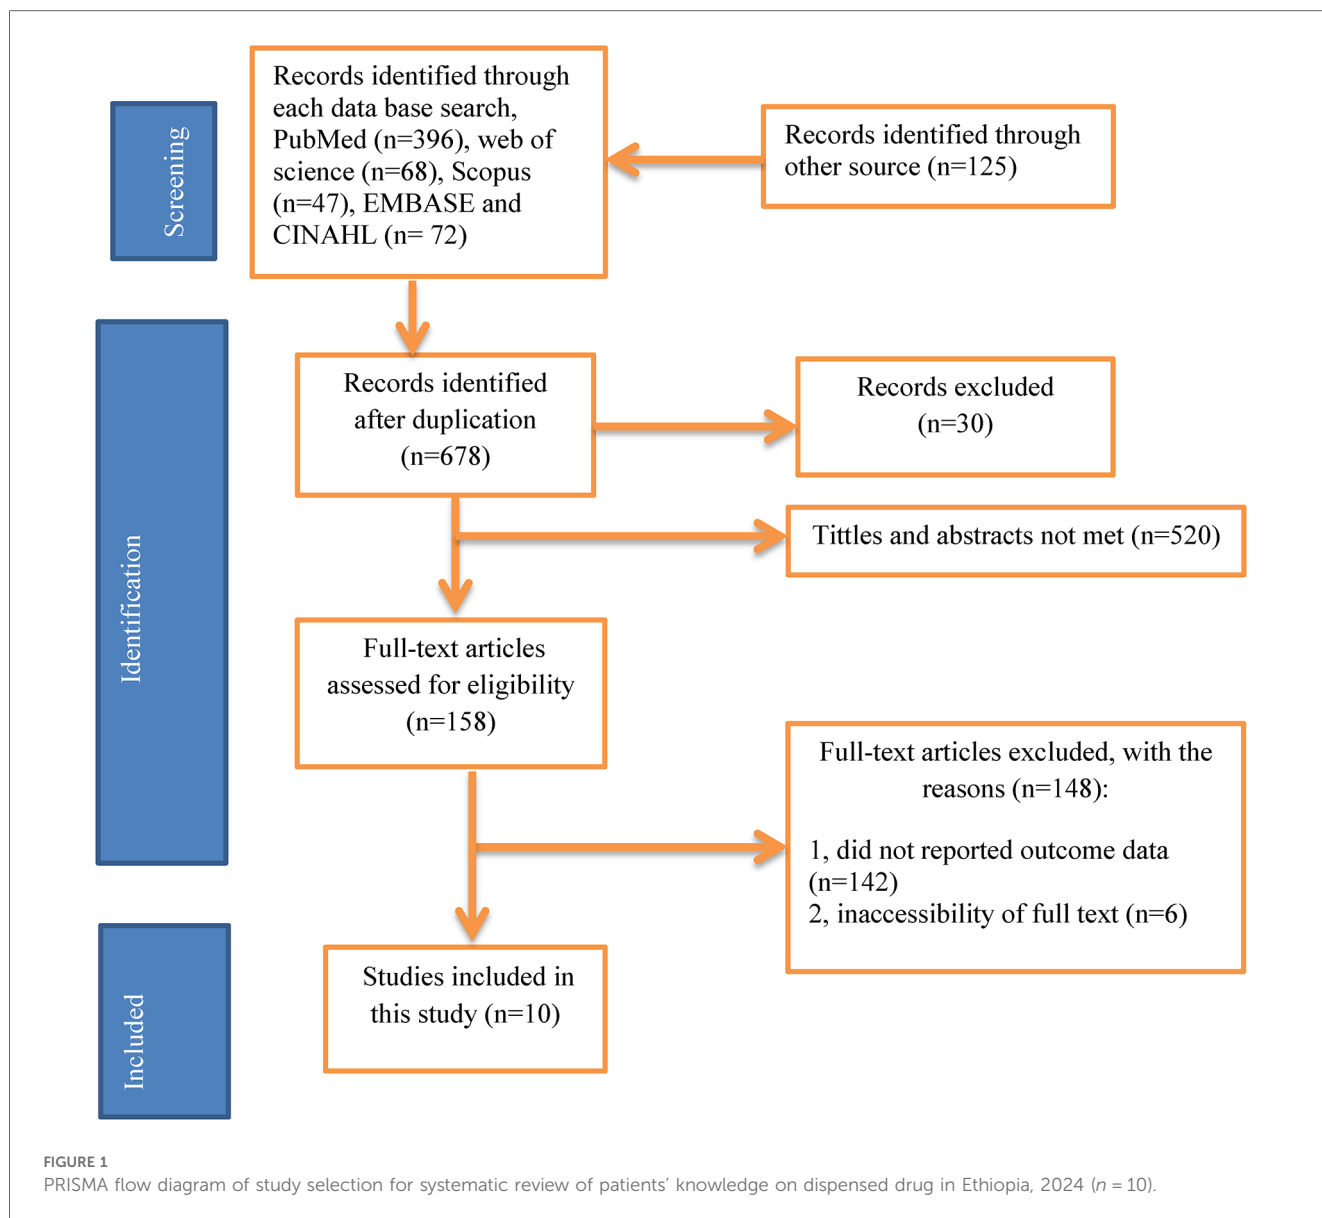 Screening
Records identified through
each data base search,
PubMed (n=396), web of
science (n=68), Scopus
(n=47), EMBASE and
CINAHL (n= 72)
Records identified through
other source (n=125)
Identification
Records identified
after duplication
(n=678)
Records excluded
(n=30)
Tittles and abstracts not met (n=520)
Full-text articles
assessed for eligibility
(n=158)
Full-text articles excluded, with the
reasons (n=148):
1, did not reported outcome data
(n=142)
2, inaccessibility of full text (n=6)
Included
Studies included in
this study (n=10)
FIGURE 1
PRISMA flow diagram of study selection for systematic review of patients’ knowledge on dispensed drug in Ethiopia, 2024 (n = 10).